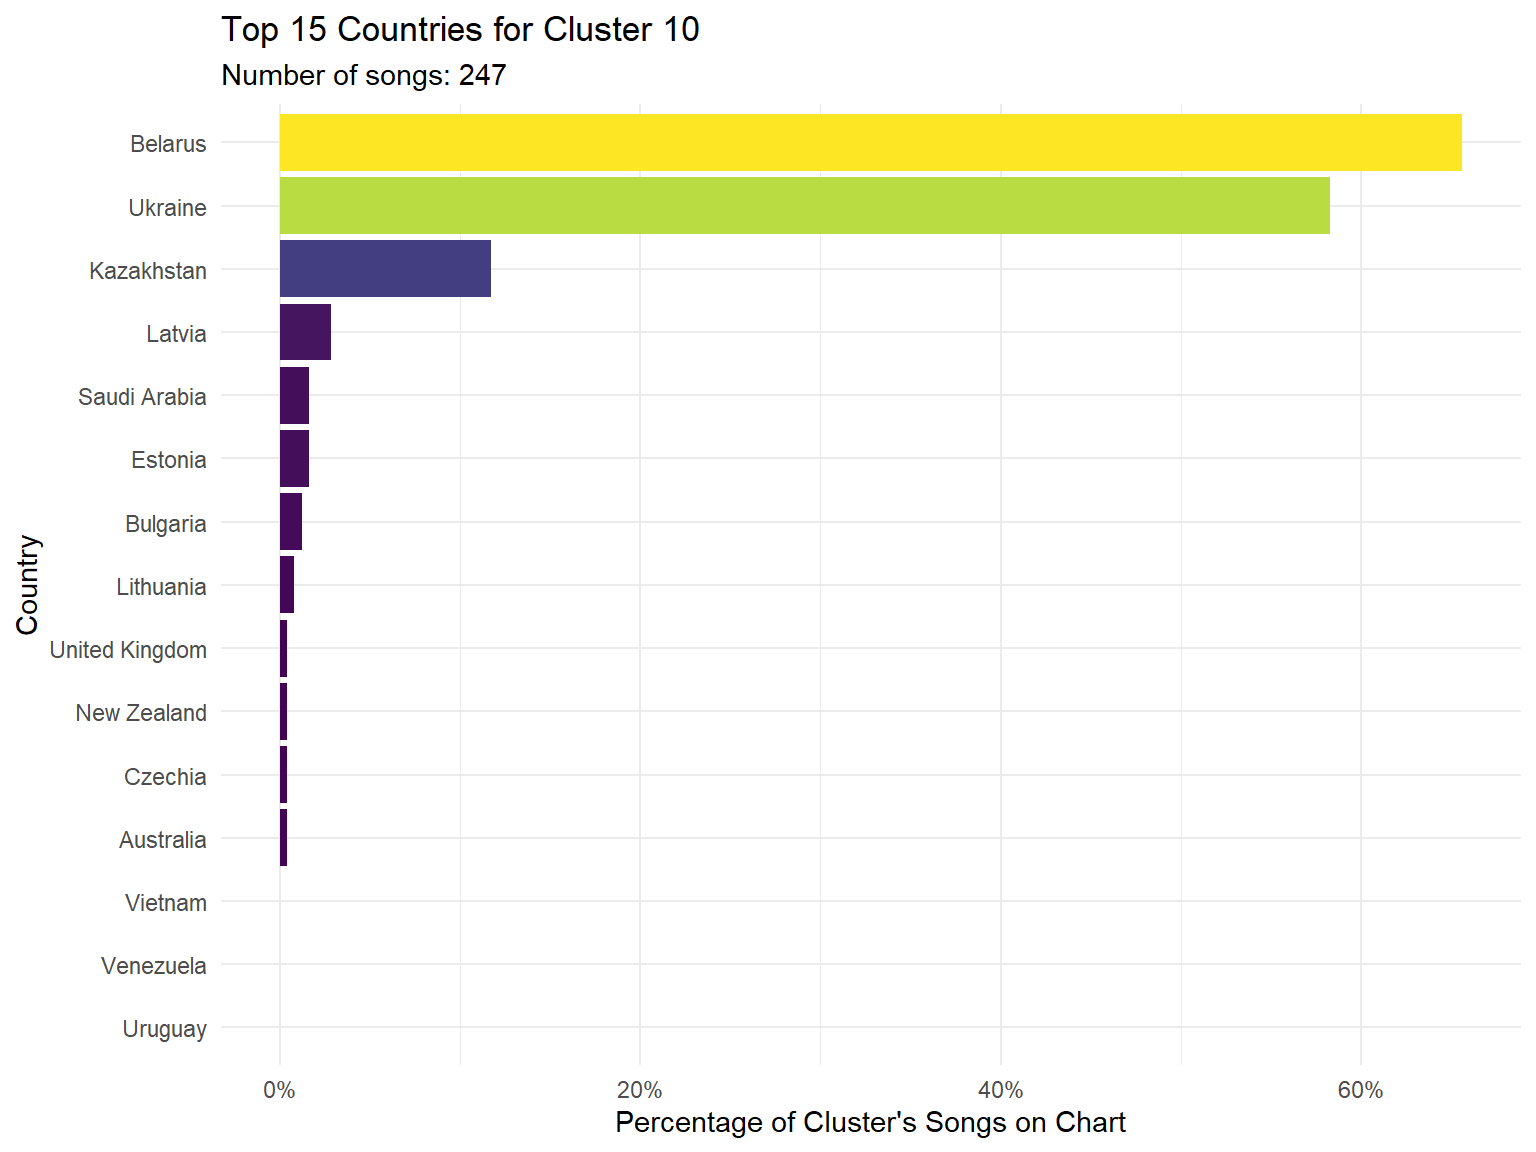 Top 15 Countries for Cluster 10
Number of songs: 247
Country
Belarus
Ukraine
Kazakhstan
Latvia
Saudi Arabia
Estonia
Bulgaria
Lithuania
United Kingdom
New Zealand
Czechia
Australia
Vietnam
Venezuela
Uruguay
0% 20% 40% 60%
Percentage of Cluster's Songs on Chart